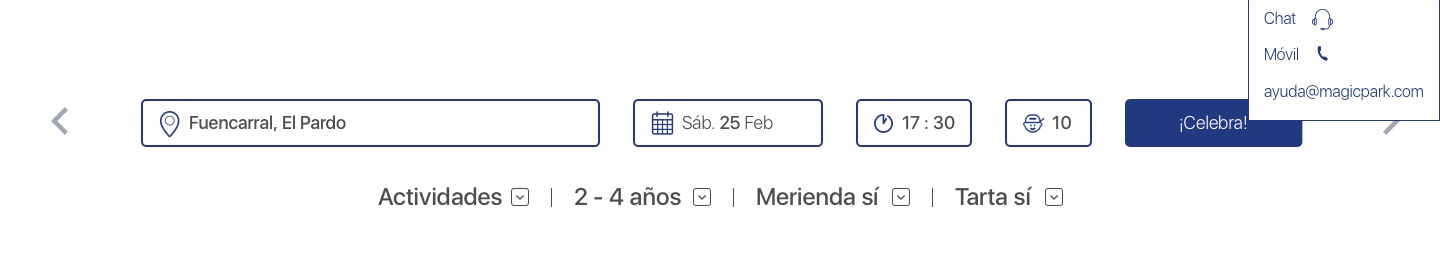 Chat
Móvil
ayuda@magicpark.com
Fuencarral, El Pardo
Sáb. 25 Feb
17 : 30
10
¡Celebra!
Actividades
2 - 4 años
Merienda sí
Tarta sí